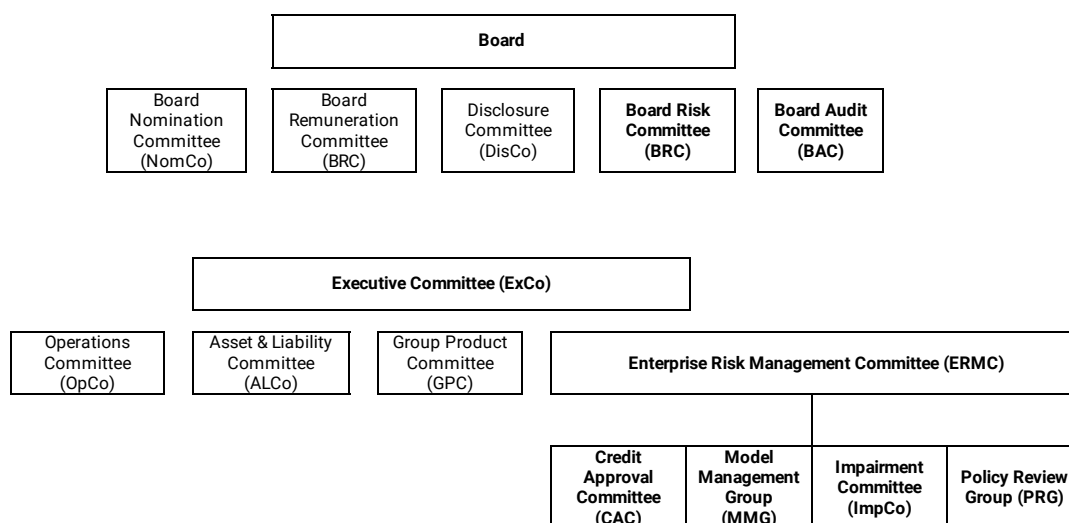 Board
Board
Nomination
Committee
(NomCo)
Board
Remuneration
Committee
(BRC)
Disclosure
Committee
(DisCo)
Board Risk
Committee
(BRC)
Board Audit
Committee
(BAC)
Executive Committee (ExCo)
Operations
Committee
(OpCo)
Asset & Liability
Committee
(ALCo)
Group Product
Committee
(GPC)
Enterprise Risk Management Committee (ERMC)
Credit
Approval
Committee
(CAC)
Model
Management
Group
(MMG)
Impairment
Committee
(ImpCo)
Policy Review
Group (PRG)